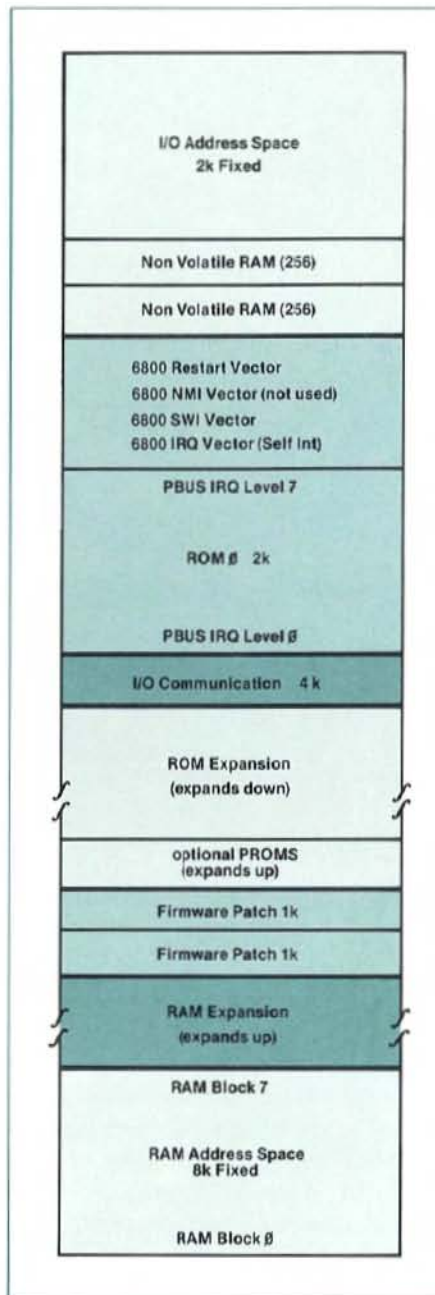 I/O Address Space
2k Fixed
Non Volatile RAM (256)
Non Volatile RAM (256)
6800 Restart Vector
6800 NMI Vector (not used)
6800 SWI Vector
6800 IRQ Vector (Self Int)
PBUS IRQ Level 7
ROM Ø 2k
PBUS IRQ Level Ø
I/O Communication 4 k
ROM Expansion
(expands down)
optional PROMS
(expands up)
Firmware Patch 1k
Firmware Patch 1k
RAM Expansion
(expands up)
RAM Block 7
RAM Address Space
8k Fixed
RAM Block Ø